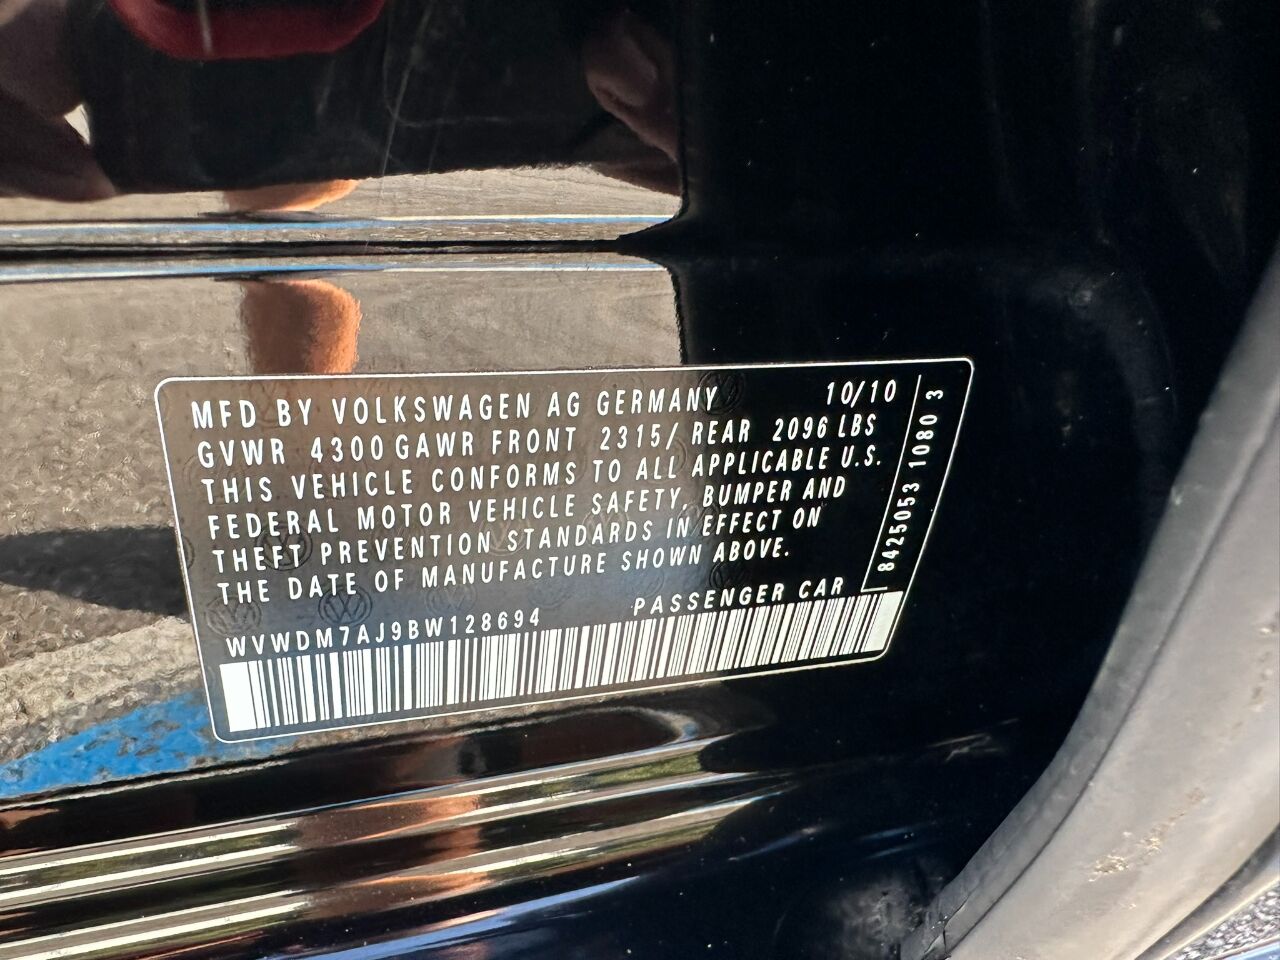 MFD BY VOLKSWAGEN AG GERMANY 10/10
GVWR 4300 GAWR FRONT 2315/ REAR 2096 LBS
THIS VEHICLE CONFORMS TO ALL APPLICABLE U.S.
FEDERAL MOTOR VEHICLE SAFETY, BUMPER AND
THEFT PREVENTION STANDARDS IN EFFECT ON
THE DATE OF MANUFACTURE SHOWN ABOVE.
WVWDM7AJ9BW128694 PASSENGER CAR
8425053 1080 3